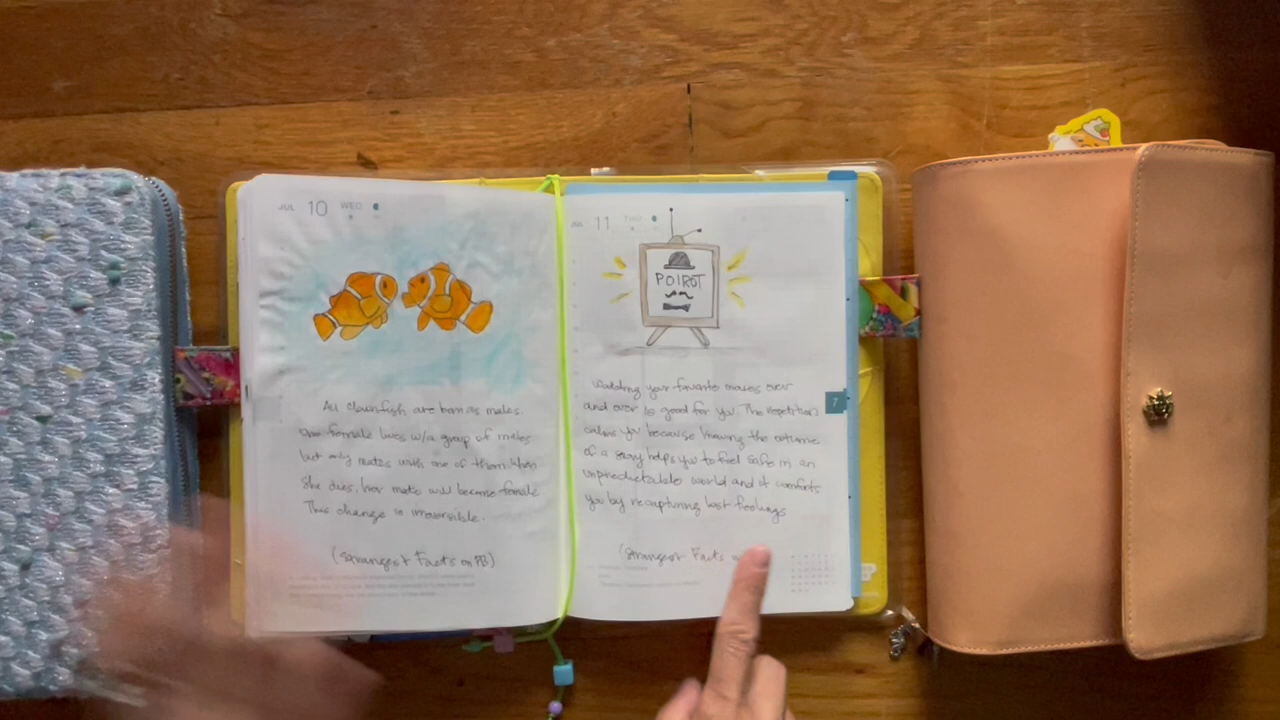 JUL 10 WED
All clownfish are born as males.
One female lives w/a group of males
but only mates with one of them. When
she dies, her mate will become female.
This change is irreversible.
(Strangest Facts on FB)
JUL 11 THU
POIROT
Watching your favorite movies over
and over is good for you. The repetition
calms you because knowing the outcome
of a story helps you to feel safe in an
unpredictable world and it comforts
you by recapturing lost feelings
(Strangest Facts
7